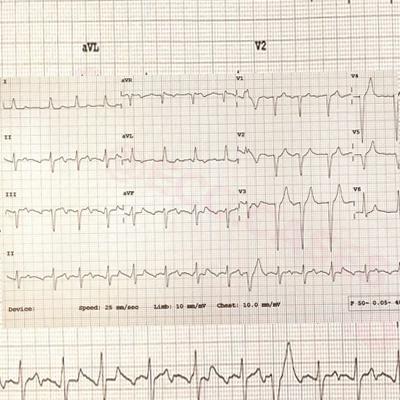 aVL V2
I aVR V1 V4
II aVL V2 V5
III aVF V3 V6
II
Device: Speed: 25 mm/sec Limb: 10 mm/mV Chest: 10.0 mm/mV F 50- 0.05- 4